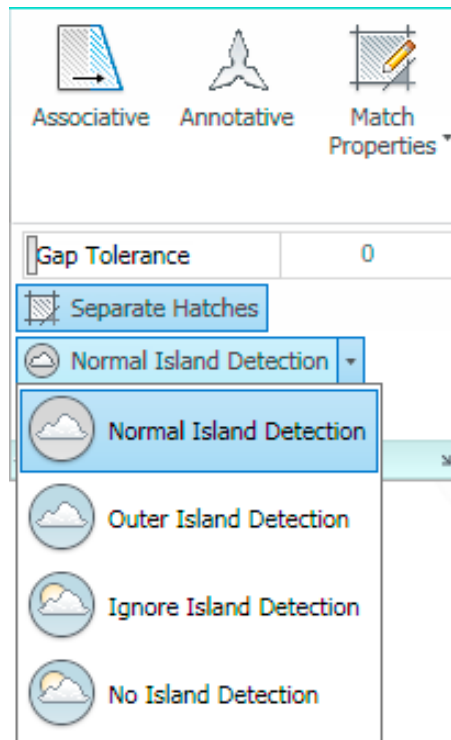 Associative
Annotative
Match
Properties
Gap Tolerance 0
Separate Hatches
Normal Island Detection
Normal Island Detection
Outer Island Detection
Ignore Island Detection
No Island Detection